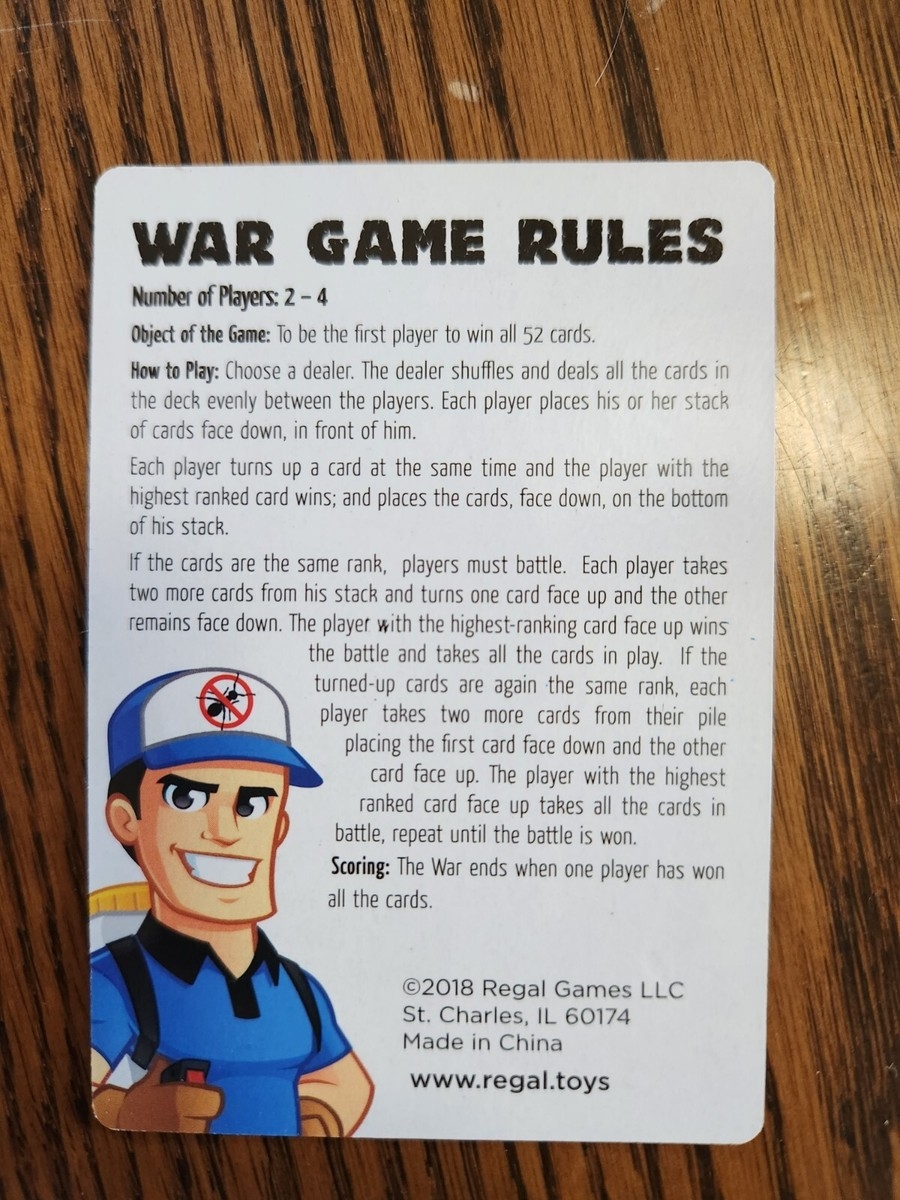 WAR GAME RULES
Number of Players: 2 – 4
Object of the Game: To be the first player to win all 52 cards.
How to Play: Choose a dealer. The dealer shuffles and deals all the cards in
the deck evenly between the players. Each player places his or her stack
of cards face down, in front of him.
Each player turns up a card at the same time and the player with the
highest ranked card wins; and places the cards, face down, on the bottom
of his stack.
If the cards are the same rank, players must battle. Each player takes
two more cards from his stack and turns one card face up and the other
remains face down. The player with the highest-ranking card face up wins
the battle and takes all the cards in play. If the
turned-up cards are again the same rank, each
player takes two more cards from their pile
placing the first card face down and the other
card face up. The player with the highest
ranked card face up takes all the cards in
battle, repeat until the battle is won.
Scoring: The War ends when one player has won
all the cards.
©2018 Regal Games LLC
St. Charles, IL 60174
Made in China
www.regal.toys